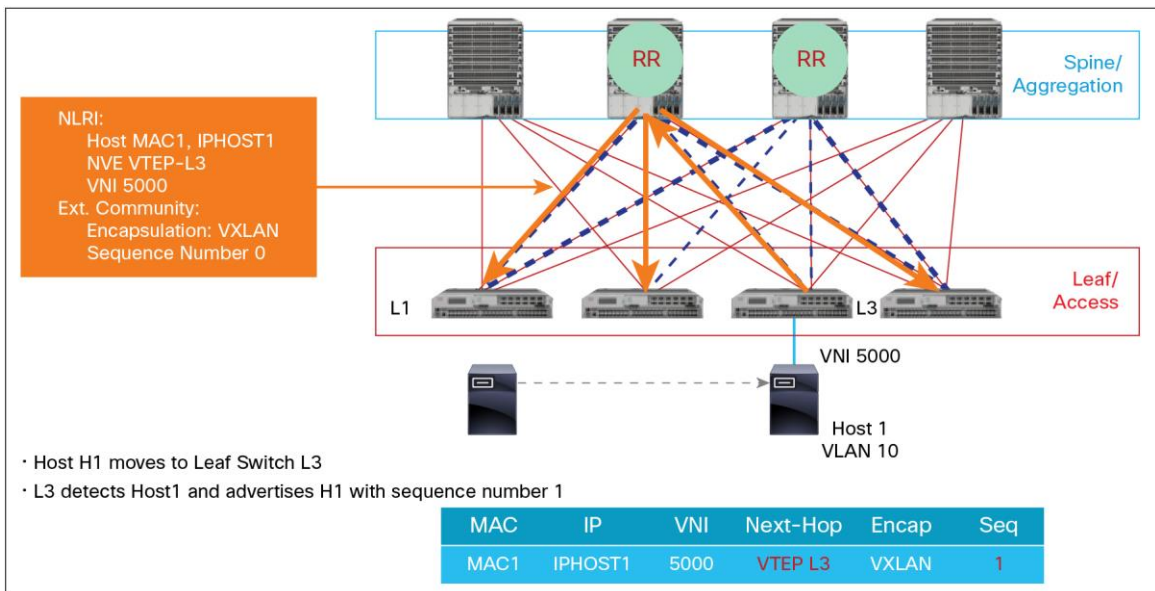 RR
RR
Spine/
Aggregation
NLRI:
Host MAC1, IPHOST1
NVE VTEP-L3
VNI 5000
Ext. Community:
Encapsulation: VXLAN
Sequence Number 0
L1
L3
Leaf/
Access
VNI 5000
Host 1
VLAN 10
· Host H1 moves to Leaf Switch L3
· L3 detects Host1 and advertises H1 with sequence number 1
MAC IP VNI Next-Hop Encap Seq
MAC1 IPHOST1 5000 VTEP L3 VXLAN 1